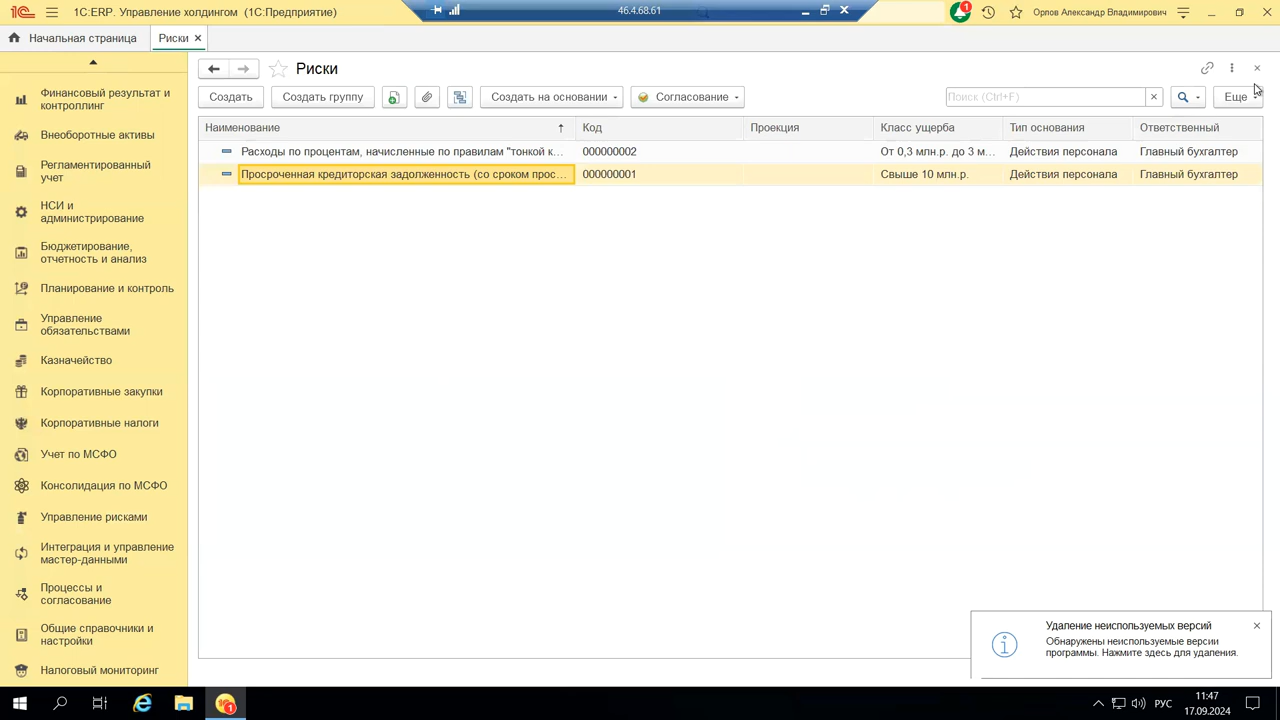 1С:ERP. Управление холдингом (1С:Предприятие)
46.4.68.61
1
Орлов Александр Владимирович
Начальная страница
Риски
Риски
Создать
Создать группу
Создать на основании
Согласование
Поиск (Ctrl+F)
Еще
Наименование
Код
Проекция
Класс ущерба
Тип основания
Ответственный
Расходы по процентам, начисленные по правилам "тонкой к...
000000002
От 0,3 млн.р. до 3 м...
Действия персонала
Главный бухгалтер
Просроченная кредиторская задолженность (со сроком прос...
000000001
Свыше 10 млн.р.
Действия персонала
Главный бухгалтер
Финансовый результат и
контроллинг
Внеоборотные активы
Регламентированный
учет
НСИ и
администрирование
Бюджетирование,
отчетность и анализ
Планирование и контроль
Управление
обязательствами
Казначейство
Корпоративные закупки
Корпоративные налоги
Учет по МСФО
Консолидация по МСФО
Управление рисками
Интеграция и управление
мастер-данными
Процессы и
согласование
Общие справочники и
настройки
Налоговый мониторинг
Удаление неиспользуемых версий
Обнаружены неиспользуемые версии
программы. Нажмите здесь для удаления.
1
РУС
11:47
17.09.2024